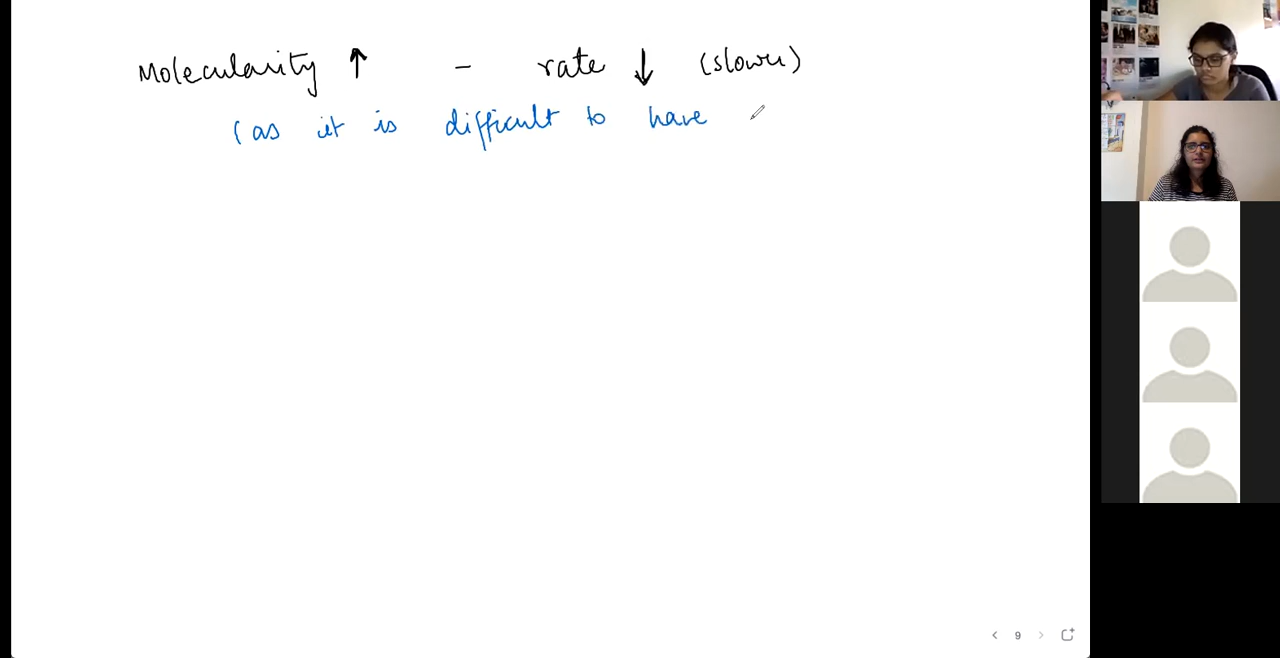 Molecularity ↑ - rate ↓ (slower)
(as it is difficult to have
9